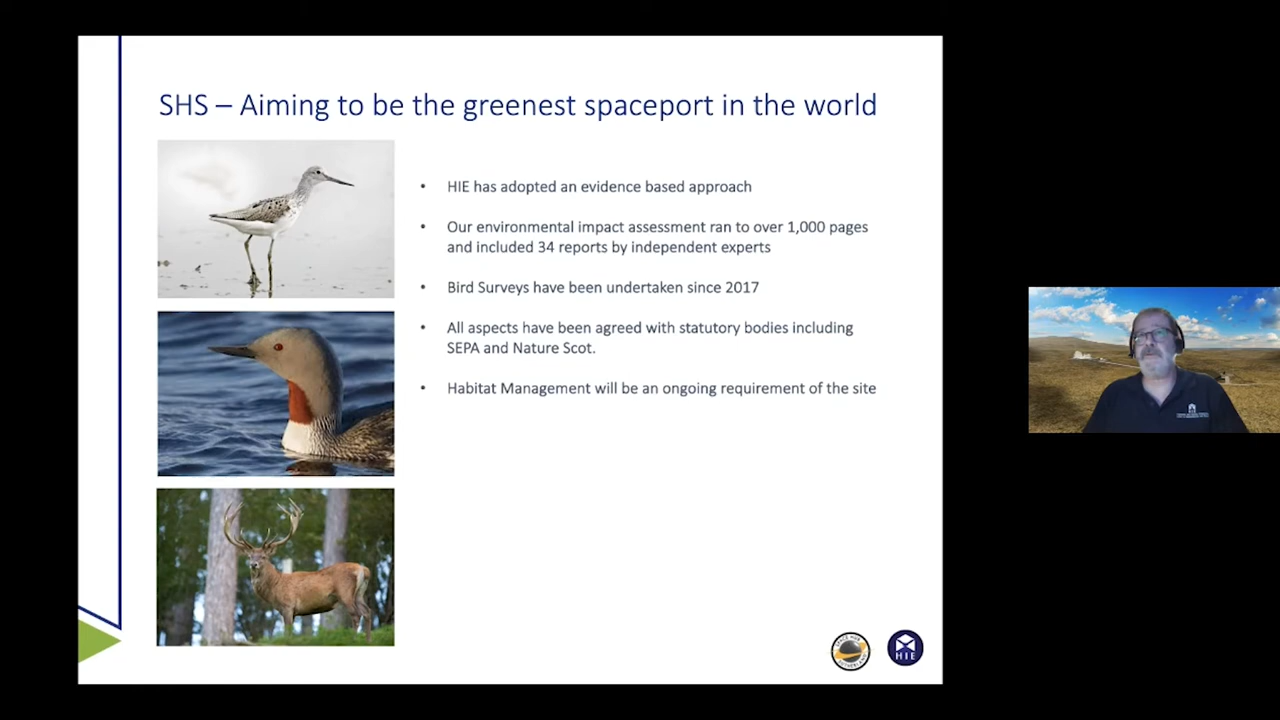 SHS – Aiming to be the greenest spaceport in the world
• HIE has adopted an evidence based approach
• Our environmental impact assessment ran to over 1,000 pages
and included 34 reports by independent experts
• Bird Surveys have been undertaken since 2017
• All aspects have been agreed with statutory bodies including
SEPA and Nature Scot.
• Habitat Management will be an ongoing requirement of the site
SPACE HUB
SUTHERLAND
HIE